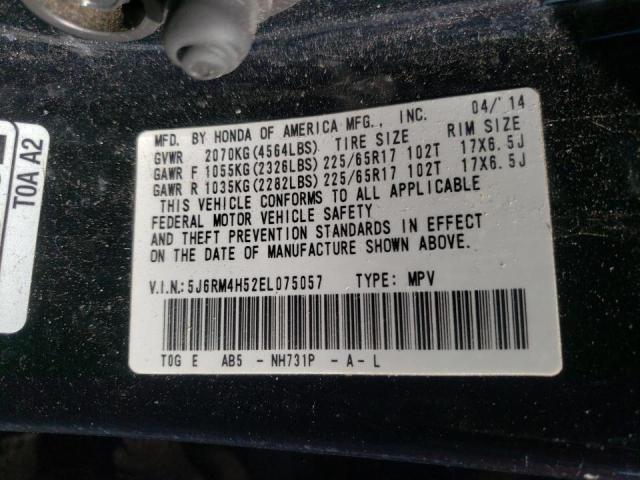 MFD. BY HONDA OF AMERICA MFG., INC. 04/'14
GVWR 2070KG(4564LBS) TIRE SIZE RIM SIZE
GAWR F 1055KG(2326LBS) 225/65R17 102T 17X6.5J
GAWR R 1035KG(2282LBS) 225/65R17 102T 17X6.5J
THIS VEHICLE CONFORMS TO ALL APPLICABLE
FEDERAL MOTOR VEHICLE SAFETY
AND THEFT PREVENTION STANDARDS IN EFFECT
ON THE DATE OF MANUFACTURE SHOWN ABOVE.
V.I.N.:5J6RM4H52EL075057 TYPE: MPV
T0G E AB5 - NH731P - A - L
T0A A2